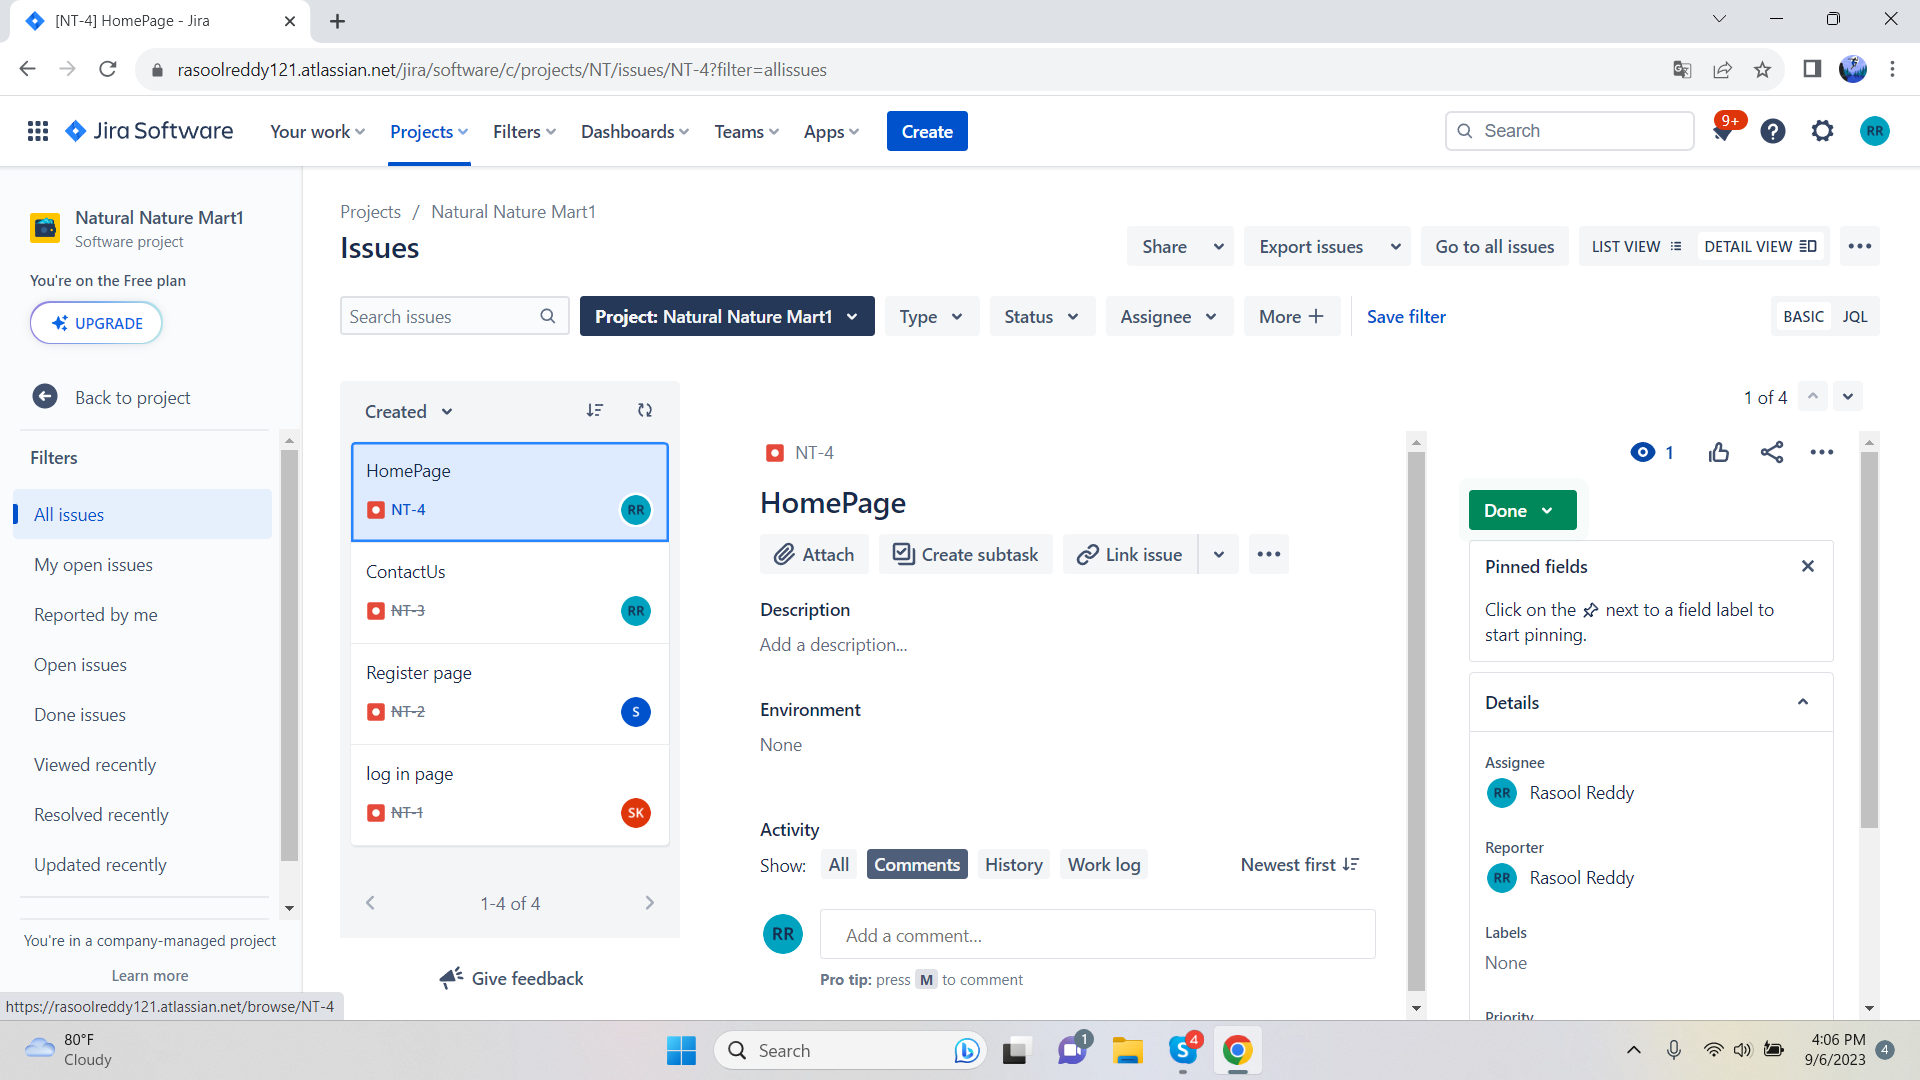 [NT-4] HomePage - Jira
rasoolreddy121.atlassian.net/jira/software/c/projects/NT/issues/NT-4?filter=allissues
Jira Software
Your work
Projects
Filters
Dashboards
Teams
Apps
Create
Search
9+
RR
Natural Nature Mart1
Software project
You're on the Free plan
UPGRADE
Back to project
Filters
All issues
My open issues
Reported by me
Open issues
Done issues
Viewed recently
Resolved recently
Updated recently
You're in a company-managed project
Learn more
https://rasoolreddy121.atlassian.net/browse/NT-4
Projects / Natural Nature Mart1
Issues
Share
Export issues
Go to all issues
LIST VIEW
DETAIL VIEW
Search issues
Project: Natural Nature Mart1
Type
Status
Assignee
More
Save filter
BASIC
JQL
Created
HomePage
NT-4
RR
ContactUs
NT-3
RR
Register page
NT-2
S
log in page
NT-1
SK
1-4 of 4
Give feedback
1 of 4
NT-4
HomePage
Attach
Create subtask
Link issue
Description
Add a description...
Environment
None
Activity
Show:
All
Comments
History
Work log
Newest first
RR
Add a comment...
Pro tip: press M to comment
1
Done
Pinned fields
Click on the next to a field label to
start pinning.
Details
Assignee
RR
Rasool Reddy
Reporter
RR
Rasool Reddy
Labels
None
Priority
80°F
Cloudy
Search
1
S
4
4:06 PM
9/6/2023
4